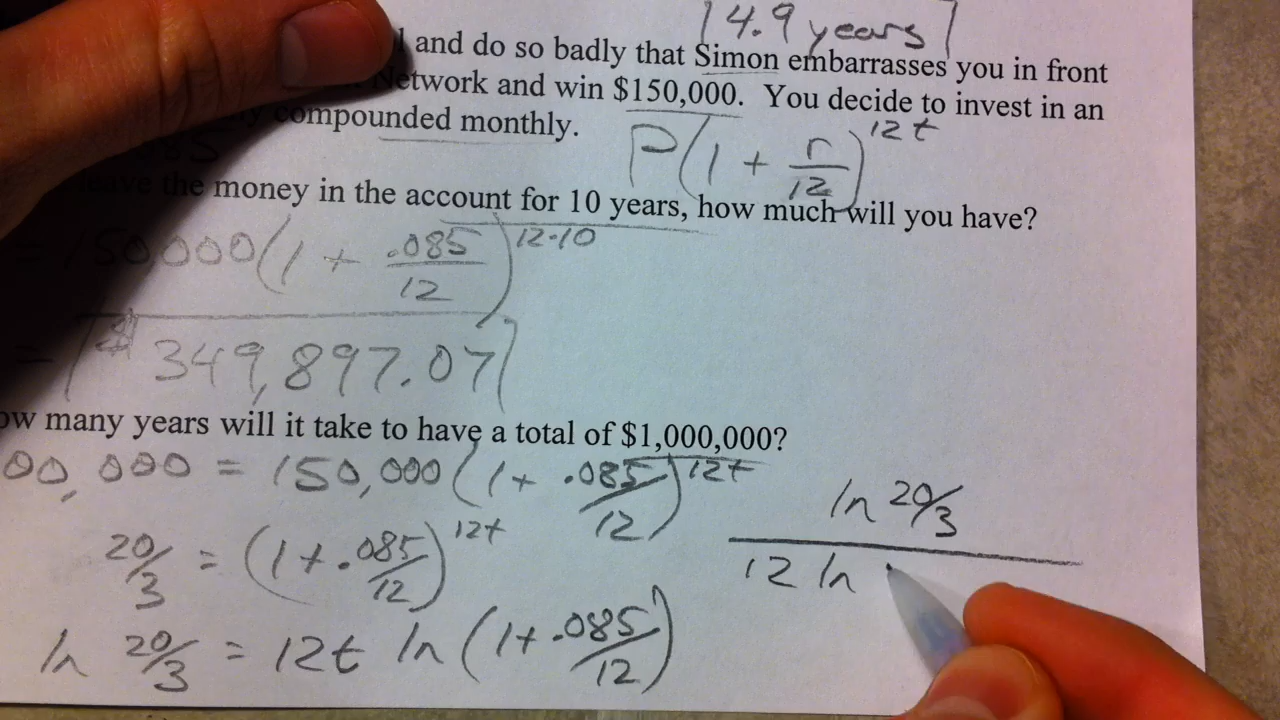 4.9 years
and do so badly that Simon embarrasses you in front
Network and win $150,000. You decide to invest in an
compounded monthly.
P(1 + r/12)^12t
leave the money in the account for 10 years, how much will you have?
= 150,000(1 + .085/12)^12·10
= $349,897.07
ow many years will it take to have a total of $1,000,000?
00,000 = 150,000(1 + .085/12)^12t
20/3 = (1 + .085/12)^12t
ln 20/3 = 12t ln (1 + .085/12)
ln 20/3
12 ln